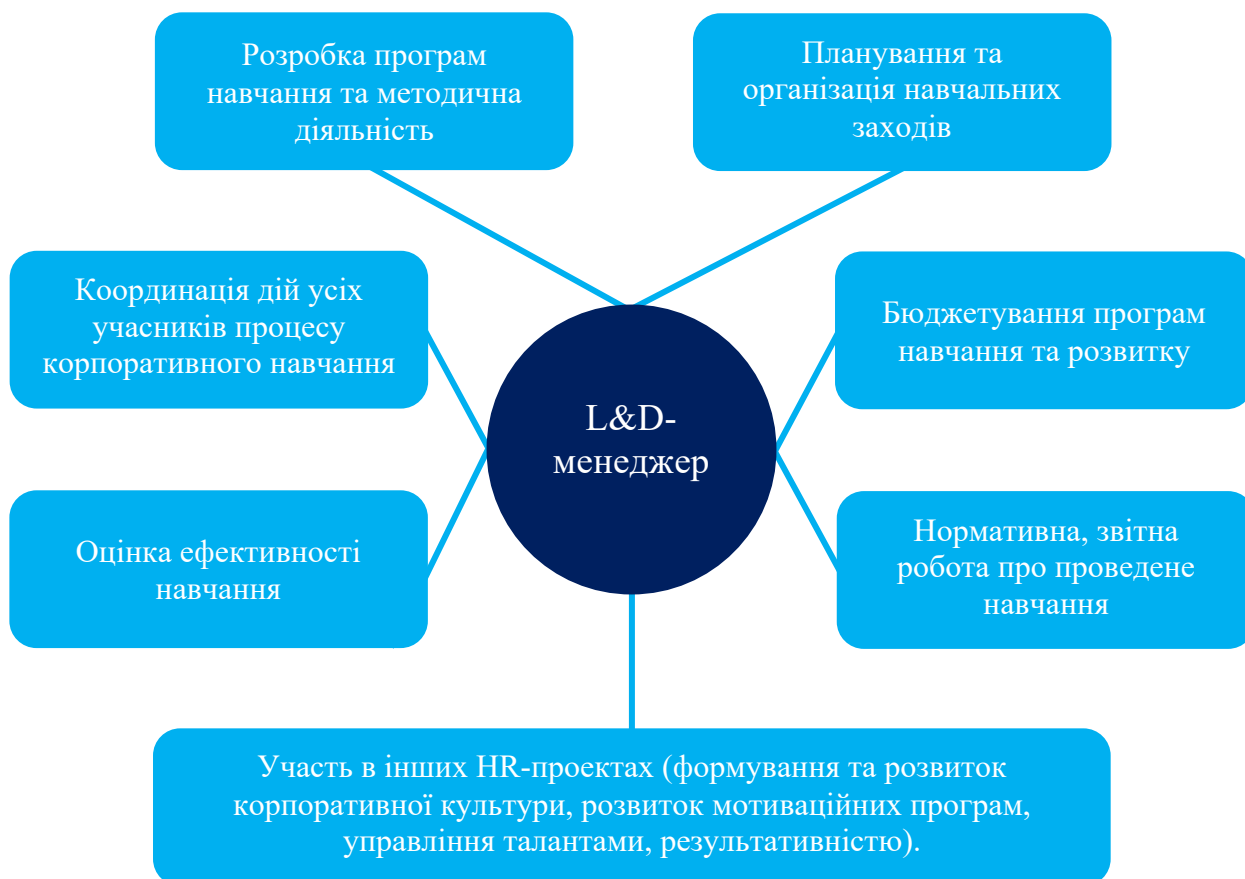 Розробка програм
навчання та методична
діяльність
Планування та
організація навчальних
заходів
Координація дій усіх
учасників процесу
корпоративного навчання
Бюджетування програм
навчання та розвитку
L&D-
менеджер
Оцінка ефективності
навчання
Нормативна, звітна
робота про проведене
навчання
Участь в інших HR-проектах (формування та розвиток
корпоративної культури, розвиток мотиваційних програм,
управління талантами, результативністю).